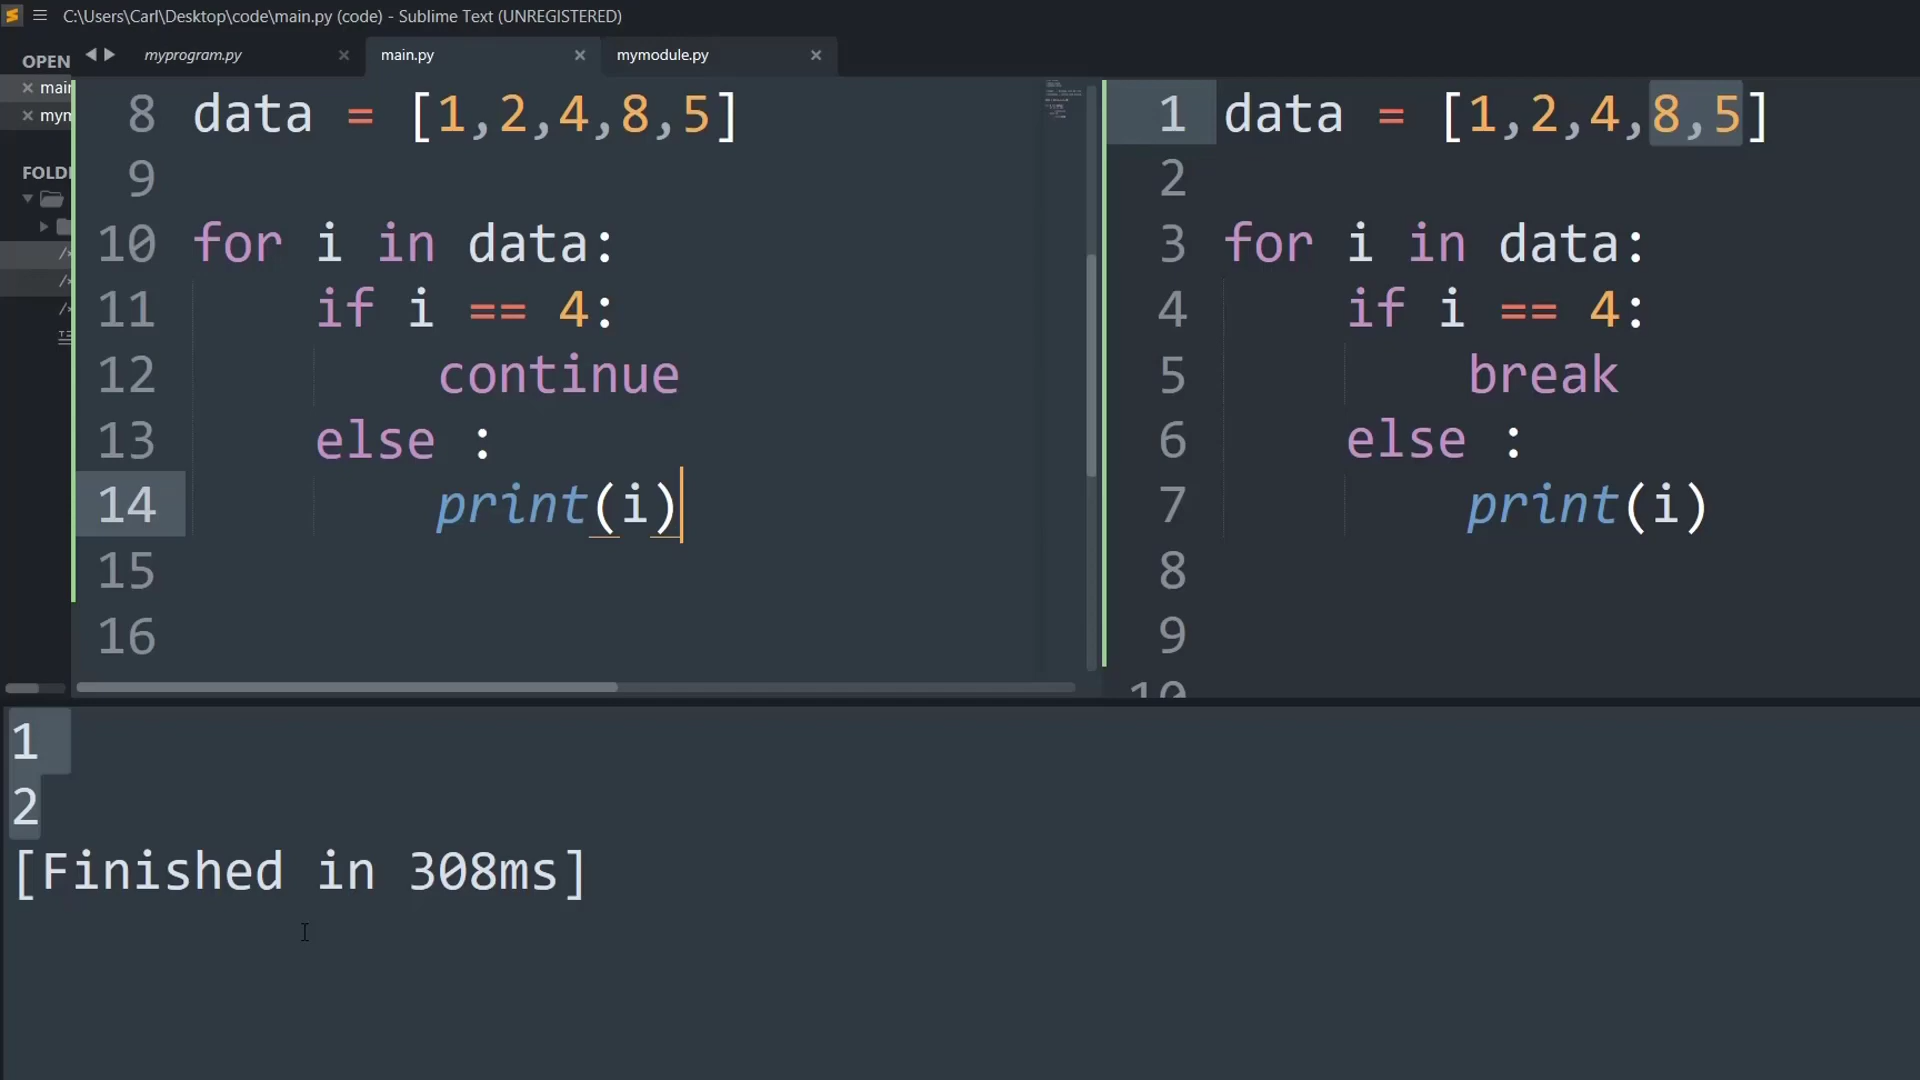 C:\Users\Carl\Desktop\code\main.py (code) - Sublime Text (UNREGISTERED)
OPEN
myprogram.py
main.py
mymodule.py
main
mym
FOLD
8 data = [1,2,4,8,5]
9
10 for i in data:
11 if i == 4:
12 continue
13 else :
14 print(i)
15
16
1 data = [1,2,4,8,5]
2
3 for i in data:
4 if i == 4:
5 break
6 else :
7 print(i)
8
9
10
1
2
[Finished in 308ms]